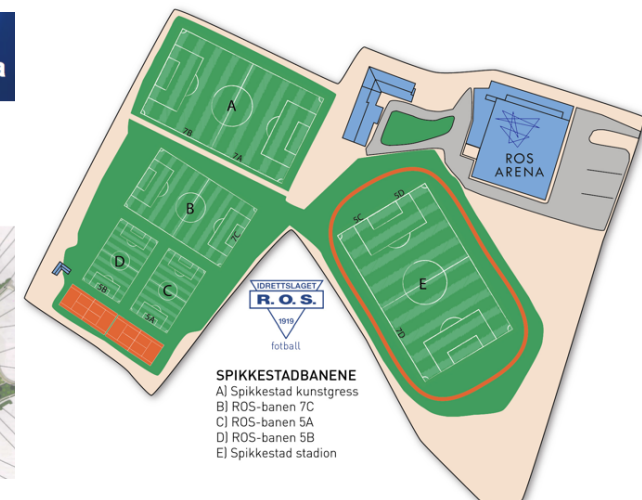 a
A
7B
7A
B
7C
D
5B
C
5A
5C
5D
E
7D
ROS
ARENA
IDRETTSLAGET
R.O.S.
1919
fotball
SPIKKESTADBANENE
A) Spikkestad kunstgress
B) ROS-banen 7C
C) ROS-banen 5A
D) ROS-banen 5B
E) Spikkestad stadion